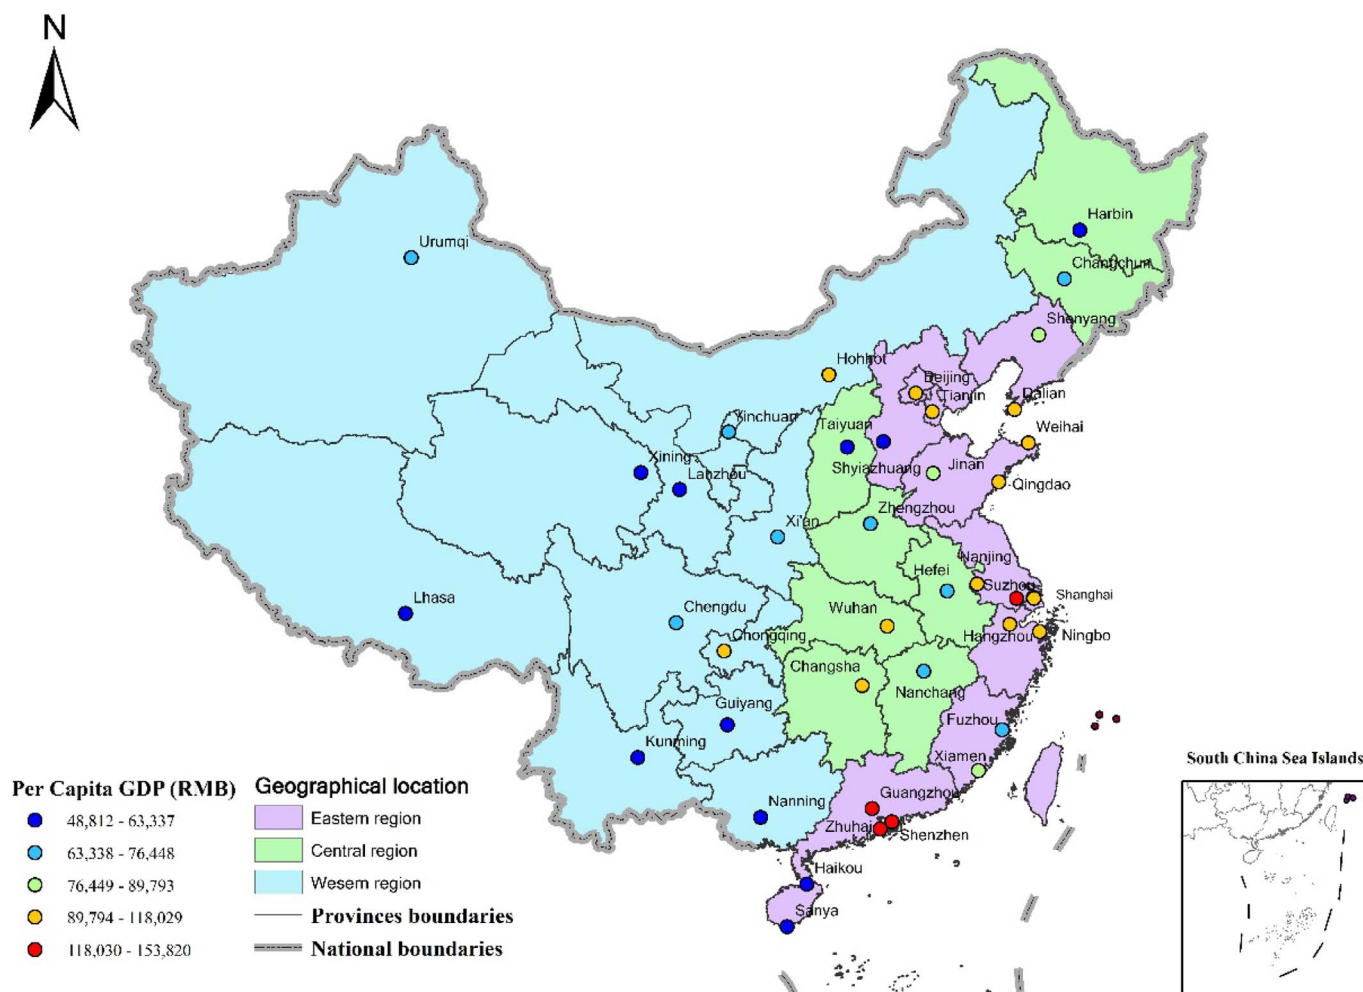 N
Harbin
Urumqi
Changchun
Shenyang
Hohhot
Beijing
Tianjin
Dalian
Yinchuan
Taiyuan
Weihai
Xining
Lanzhou
Shyiazhuang
Jinan
Qingdao
Xi'an
Zhengzhou
Nanjing
Hefei
Suzhou
Shanghai
Lhasa
Chengdu
Wuhan
Chongqing
Hangzhou
Ningbo
Changsha
Nanchang
Guiyang
Fuzhou
Kunming
Xiamen
Nanning
Guangzhou
Zhuhai
Shenzhen
Haikou
Sanya
South China Sea Islands
Per Capita GDP (RMB)
48,812 - 63,337
63,338 - 76,448
76,449 - 89,793
89,794 - 118,029
118,030 - 153,820
Geographical location
Eastern region
Central region
Wesern region
Provinces boundaries
National boundaries